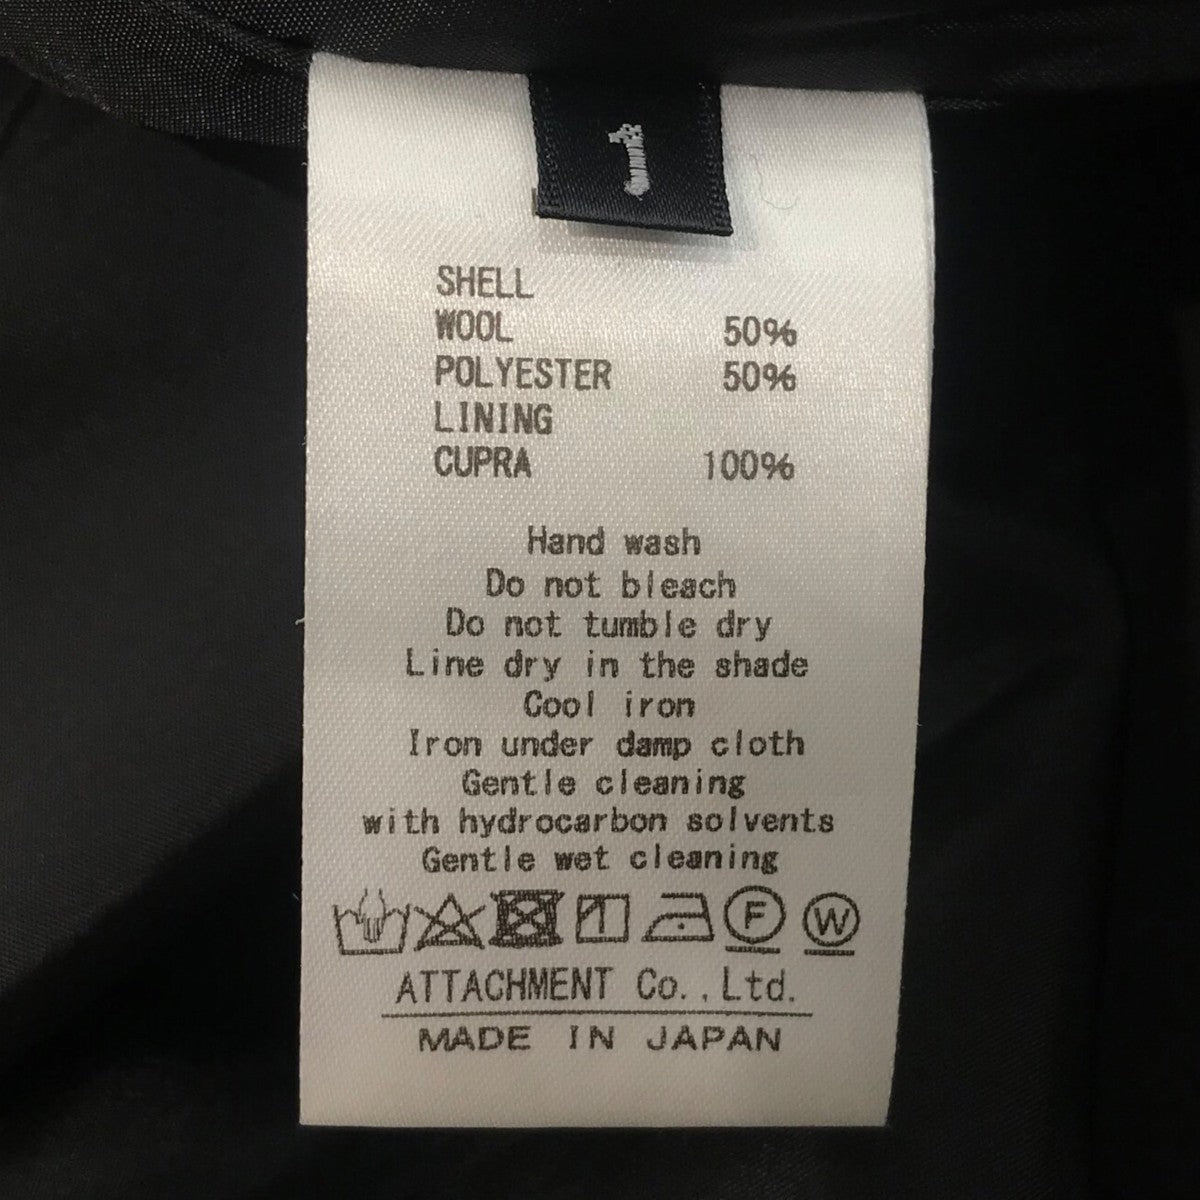 1
SHELL
WOOL 50%
POLYESTER 50%
LINING
CUPRA 100%
Hand wash
Do not bleach
Do not tumble dry
Line dry in the shade
Cool iron
Iron under damp cloth
Gentle cleaning
with hydrocarbon solvents
Gentle wet cleaning
F W
ATTACHMENT Co.,Ltd.
MADE IN JAPAN